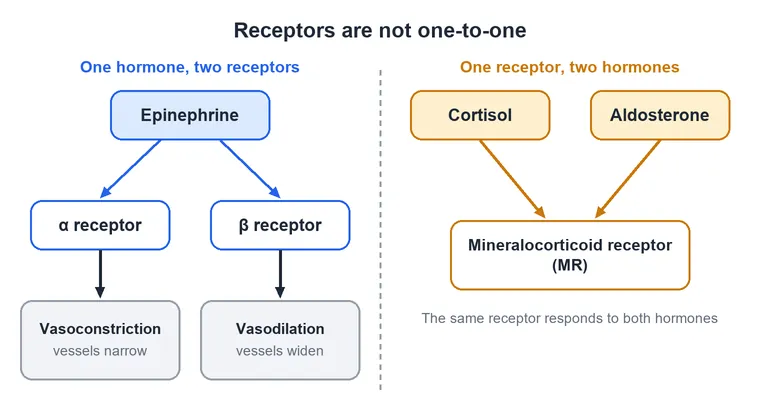 Receptors are not one-to-one
One hormone, two receptors
Epinephrine
α receptor
β receptor
Vasoconstriction
vessels narrow
Vasodilation
vessels widen
One receptor, two hormones
Cortisol
Aldosterone
Mineralocorticoid receptor
(MR)
The same receptor responds to both hormones